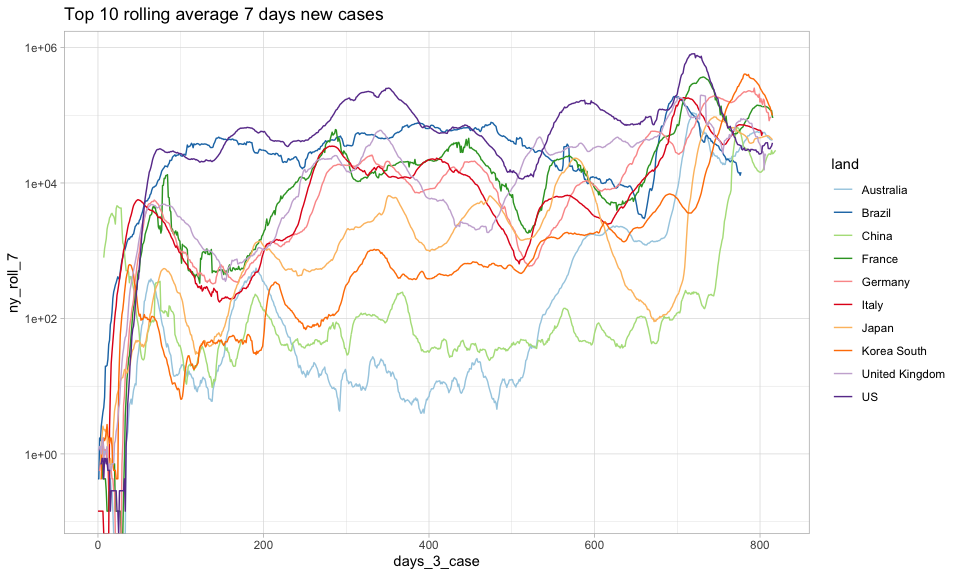 Top 10 rolling average 7 days new cases
1e+06
1e+04
1e+02
1e+00
ny_roll_7
0 200 400 600 800
days_3_case
land
Australia
Brazil
China
France
Germany
Italy
Japan
Korea South
United Kingdom
US